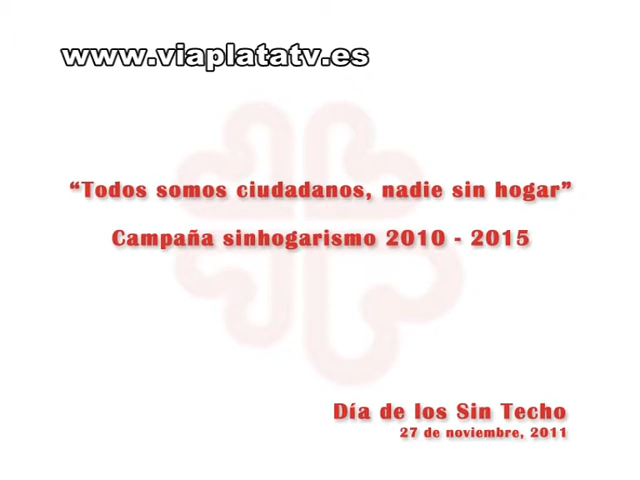 www.viaplatatv.es
“Todos somos ciudadanos, nadie sin hogar”
Campaña sinhogarismo 2010 - 2015
Día de los Sin Techo
27 de noviembre, 2011